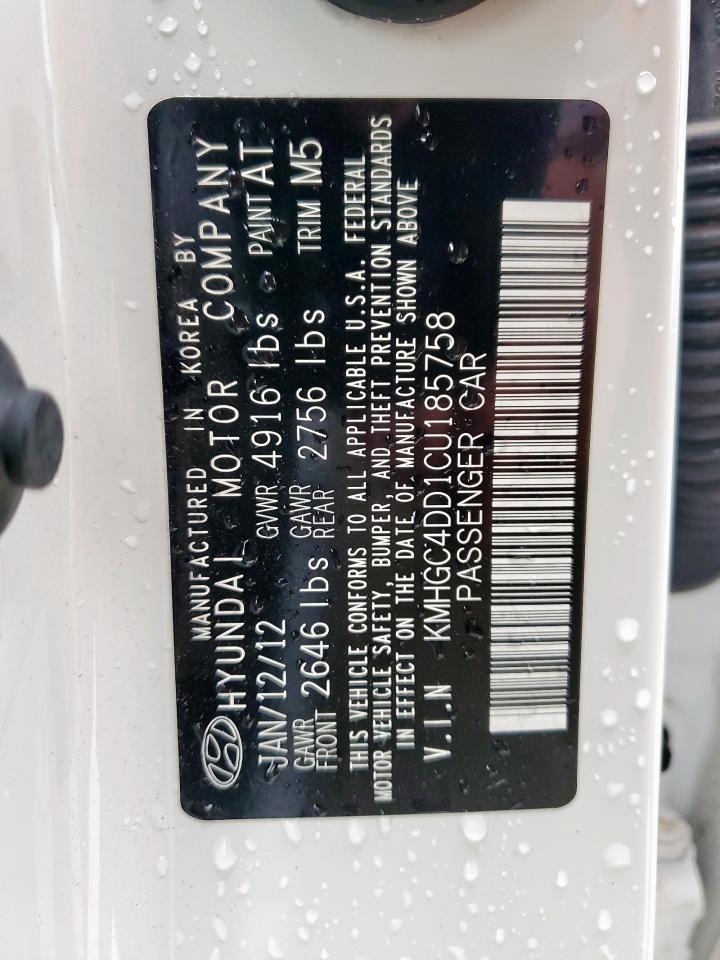 MANUFACTURED IN KOREA BY
HYUNDAI MOTOR COMPANY
JAN/12/12 GVWR 4916 lbs PAINT AT
GAWR FRONT 2646 lbs GAWR REAR 2756 lbs TRIM M5
THIS VEHICLE CONFORMS TO ALL APPLICABLE U.S.A. FEDERAL
MOTOR VEHICLE SAFETY, BUMPER, AND THEFT PREVENTION STANDARDS
IN EFFECT ON THE DATE OF MANUFACTURE SHOWN ABOVE
V.I.N KMHGC4DD1CU185758
PASSENGER CAR